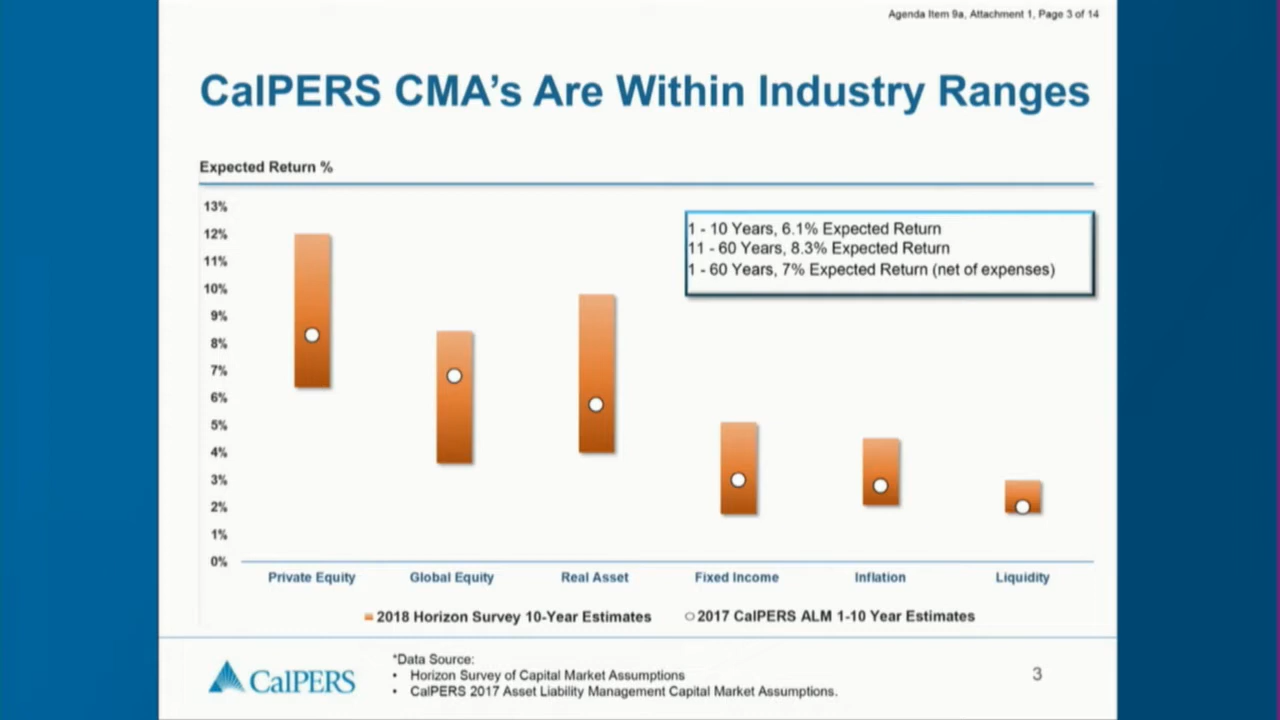 Agenda Item 9a, Attachment 1, Page 3 of 14
CalPERS CMA's Are Within Industry Ranges
Expected Return %
13%
12%
11%
10%
9%
8%
7%
6%
5%
4%
3%
2%
1%
0%
1 - 10 Years, 6.1% Expected Return
11 - 60 Years, 8.3% Expected Return
1 - 60 Years, 7% Expected Return (net of expenses)
Private Equity Global Equity Real Asset Fixed Income Inflation Liquidity
2018 Horizon Survey 10-Year Estimates 2017 CalPERS ALM 1-10 Year Estimates
CalPERS
*Data Source:
• Horizon Survey of Capital Market Assumptions
• CalPERS 2017 Asset Liability Management Capital Market Assumptions.
3